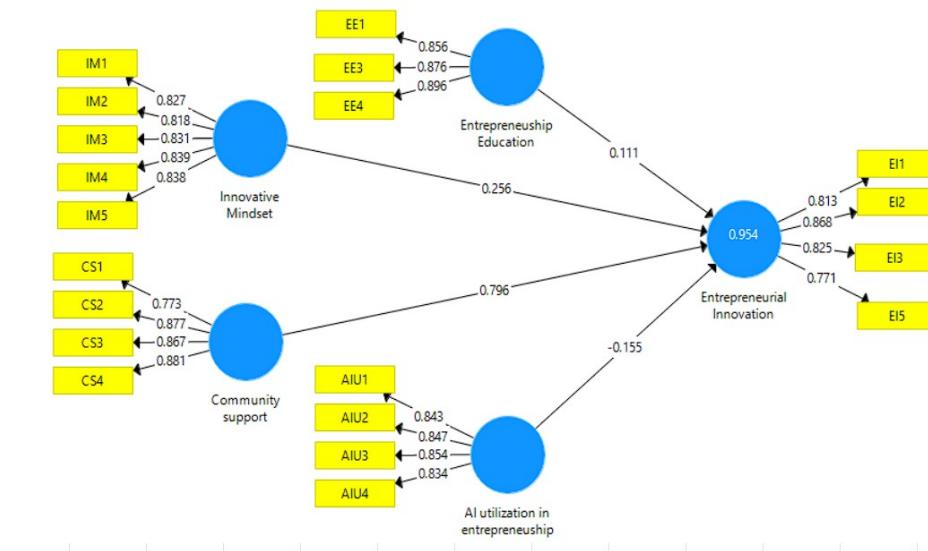 EE1
EE3
EE4
0.856
0.876
0.896
Entrepreneuship
Education
IM1
IM2
IM3
IM4
IM5
0.827
0.818
0.831
0.839
0.838
Innovative
Mindset
0.111
0.256
0.796
-0.155
CS1
CS2
CS3
CS4
0.773
0.877
0.867
0.881
Community
support
AIU1
AIU2
AIU3
AIU4
0.843
0.847
0.854
0.834
AI utilization in
entrepreneuship
0.954
Entrepreneurial
Innovation
0.813
0.868
0.825
0.771
EI1
EI2
EI3
EI5